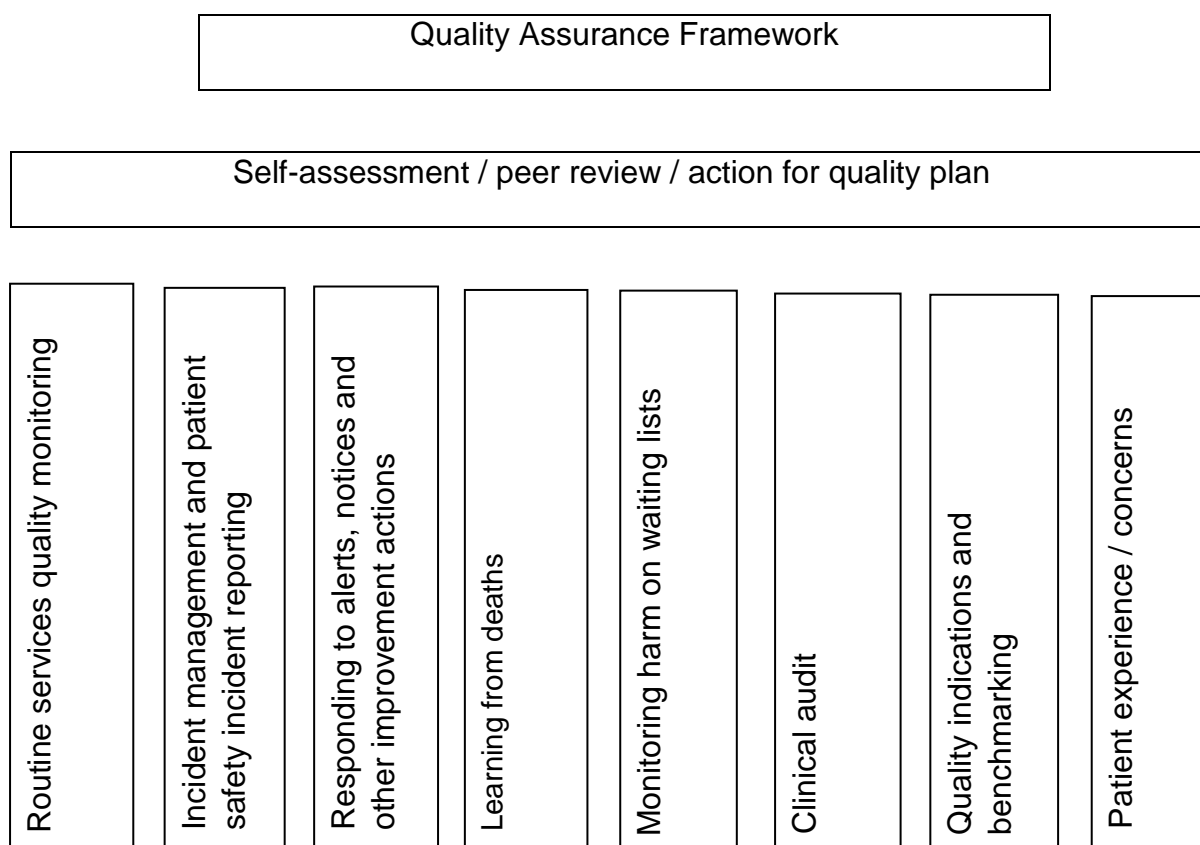 Quality Assurance Framework
Self-assessment / peer review / action for quality plan
Routine services quality monitoring
Incident management and patient
safety incident reporting
Responding to alerts, notices and
other improvement actions
Learning from deaths
Monitoring harm on waiting lists
Clinical audit
Quality indications and
benchmarking
Patient experience / concerns